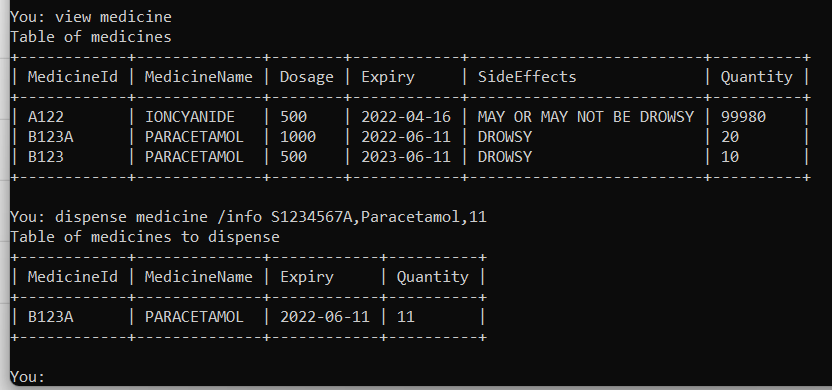 You: view medicine
Table of medicines
+------------+--------------+--------+------------+--------------------------+----------+
| MedicineId | MedicineName | Dosage | Expiry     | SideEffects              | Quantity |
+------------+--------------+--------+------------+--------------------------+----------+
| A122       | IONCYANIDE   | 500    | 2022-04-16 | MAY OR MAY NOT BE DROWSY | 99980    |
| B123A      | PARACETAMOL  | 1000   | 2022-06-11 | DROWSY                   | 20       |
| B123       | PARACETAMOL  | 500    | 2023-06-11 | DROWSY                   | 10       |
+------------+--------------+--------+------------+--------------------------+----------+
You: dispense medicine /info S1234567A,Paracetamol,11
Table of medicines to dispense
+------------+--------------+------------+----------+
| MedicineId | MedicineName | Expiry     | Quantity |
+------------+--------------+------------+----------+
| B123A      | PARACETAMOL  | 2022-06-11 | 11       |
+------------+--------------+------------+----------+
You: